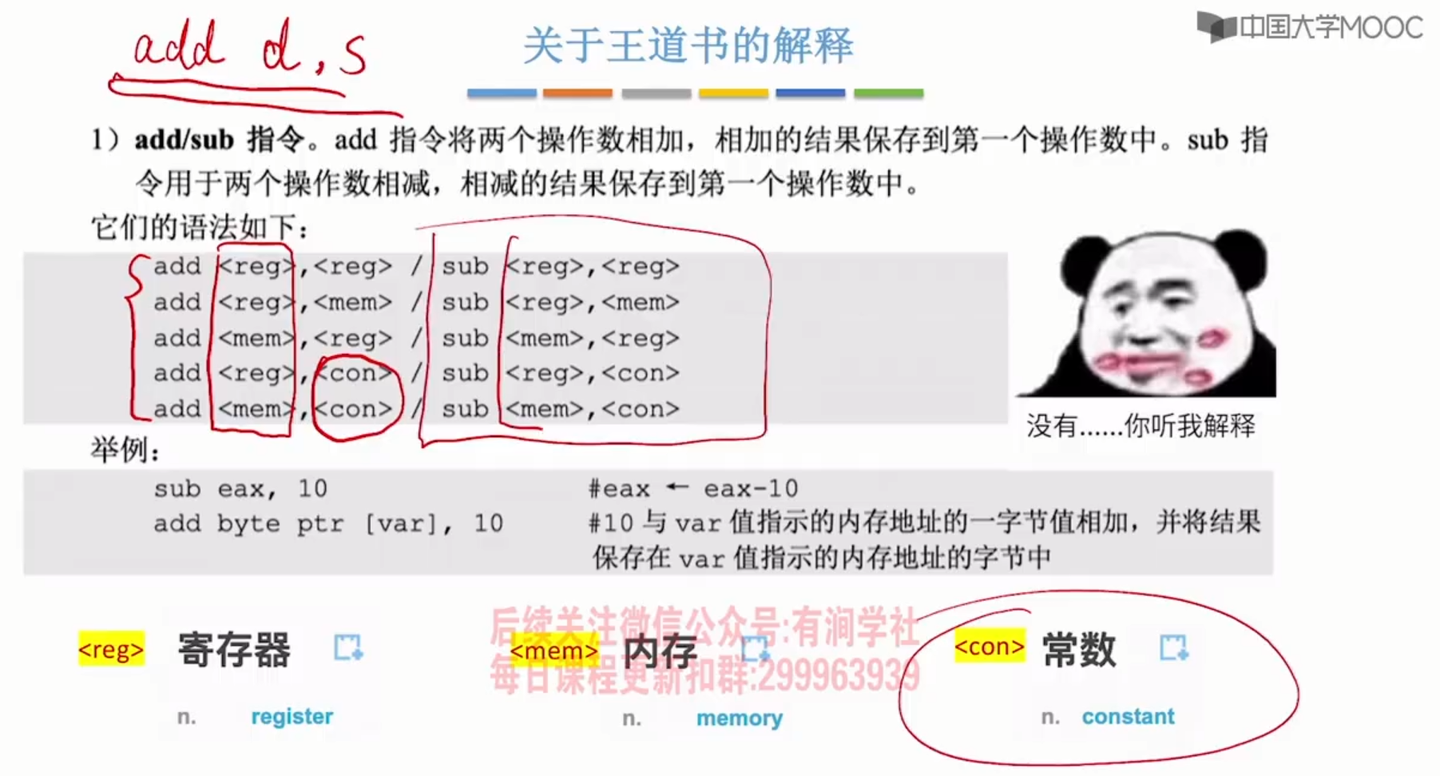 中国大学MOOC
add d,s
关于王道书的解释
1）add/sub 指令。add 指令将两个操作数相加，相加的结果保存到第一个操作数中。sub 指
令用于两个操作数相减，相减的结果保存到第一个操作数中。
它们的语法如下：
add <reg>,<reg> / sub <reg>,<reg>
add <reg>,<mem> / sub <reg>,<mem>
add <mem>,<reg> / sub <mem>,<reg>
add <reg>,<con> / sub <reg>,<con>
add <mem>,<con> / sub <mem>,<con>
没有......你听我解释
举例：
sub eax, 10 #eax ← eax-10
add byte ptr [var], 10 #10 与 var 值指示的内存地址的一字节值相加，并将结果
保存在 var 值指示的内存地址的字节中
后续关注微信公众号:有涧学社
<reg> 寄存器 <mem> 内存 <con> 常数
每日课程更新扣群:299963939
n. register n. memory n. constant